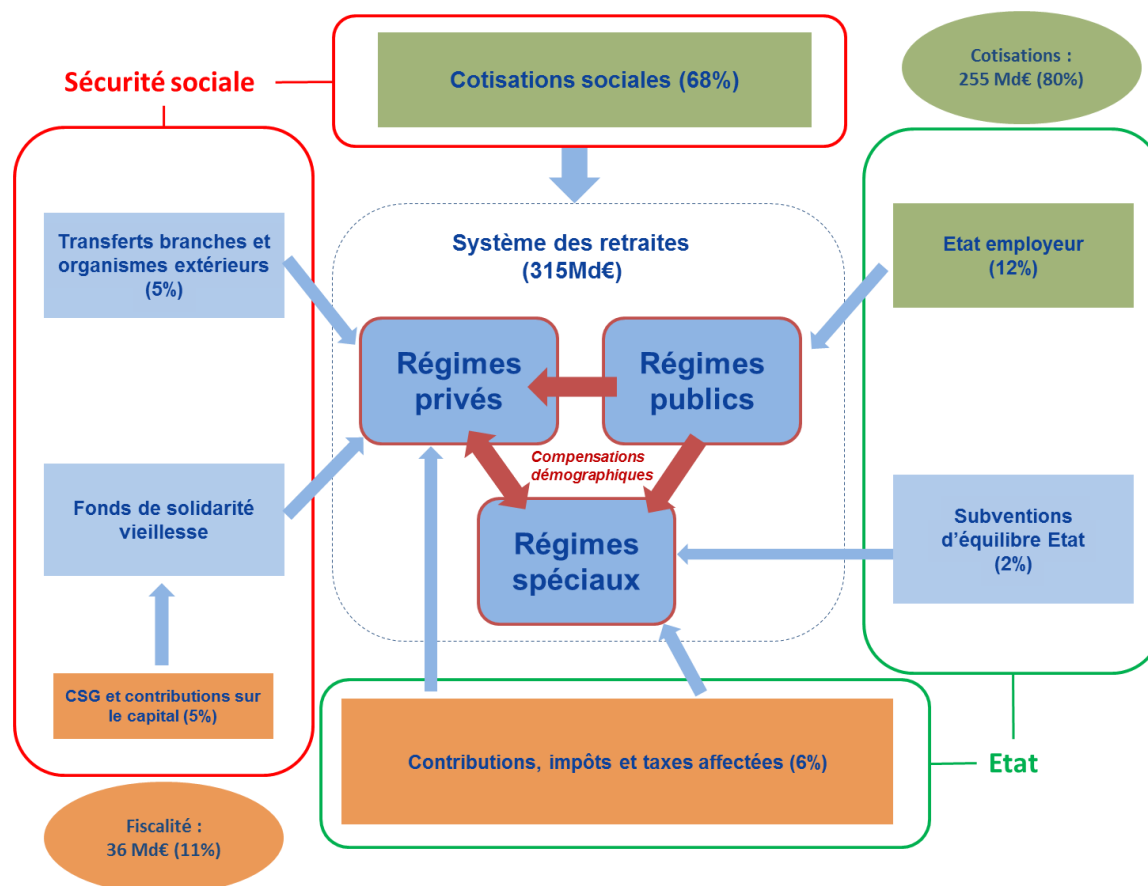 Sécurité sociale
Cotisations sociales (68%)
Cotisations :
255 Md€ (80%)
Transferts branches et
organismes extérieurs
(5%)
Système des retraites
(315Md€)
Etat employeur
(12%)
Régimes
privés
Régimes
publics
Compensations
démographiques
Fonds de solidarité
vieillesse
Régimes
spéciaux
Subventions
d’équilibre Etat
(2%)
CSG et contributions sur
le capital (5%)
Contributions, impôts et taxes affectées (6%)
Etat
Fiscalité :
36 Md€ (11%)